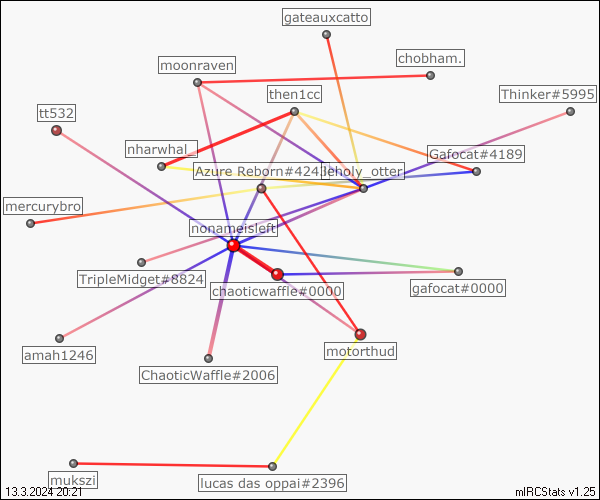 gateauxcatto
chobham.
moonraven
Thinker#5995
then1cc
tt532
nharwhal_
Gafocat#4189
Azure Reborn#424
leholy_otter
mercurybro
nonameisleft
TripleMidget#8824
chaoticwaffle#0000
gafocat#0000
amah1246
motorthud
ChaoticWaffle#2006
mukszi
lucas das oppai#2396
13.3.2024 20:21
mIRCStats v1.25